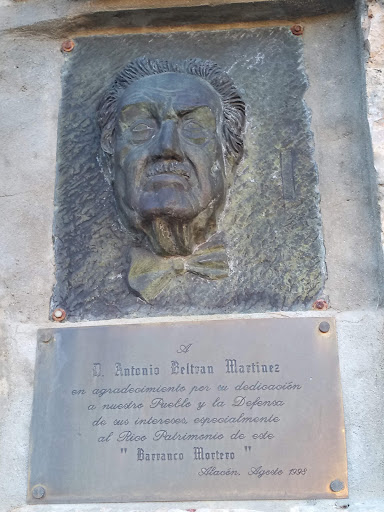 A
D. Antonio Beltran Martinez
en agradecimiento por su dedicación
a nuestro Pueblo y la Defensa
de sus intereses, especialmente
al Rico Patrimonio de este
" Barranco Mortero "
Alacón, Agosto 1998